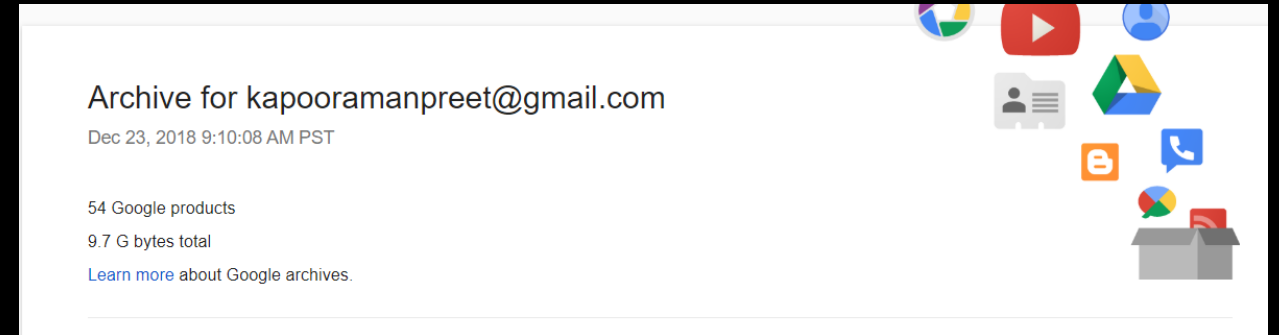 Archive for kapooramanpreet@gmail.com
Dec 23, 2018 9:10:08 AM PST
54 Google products
9.7 G bytes total
Learn more about Google archives.